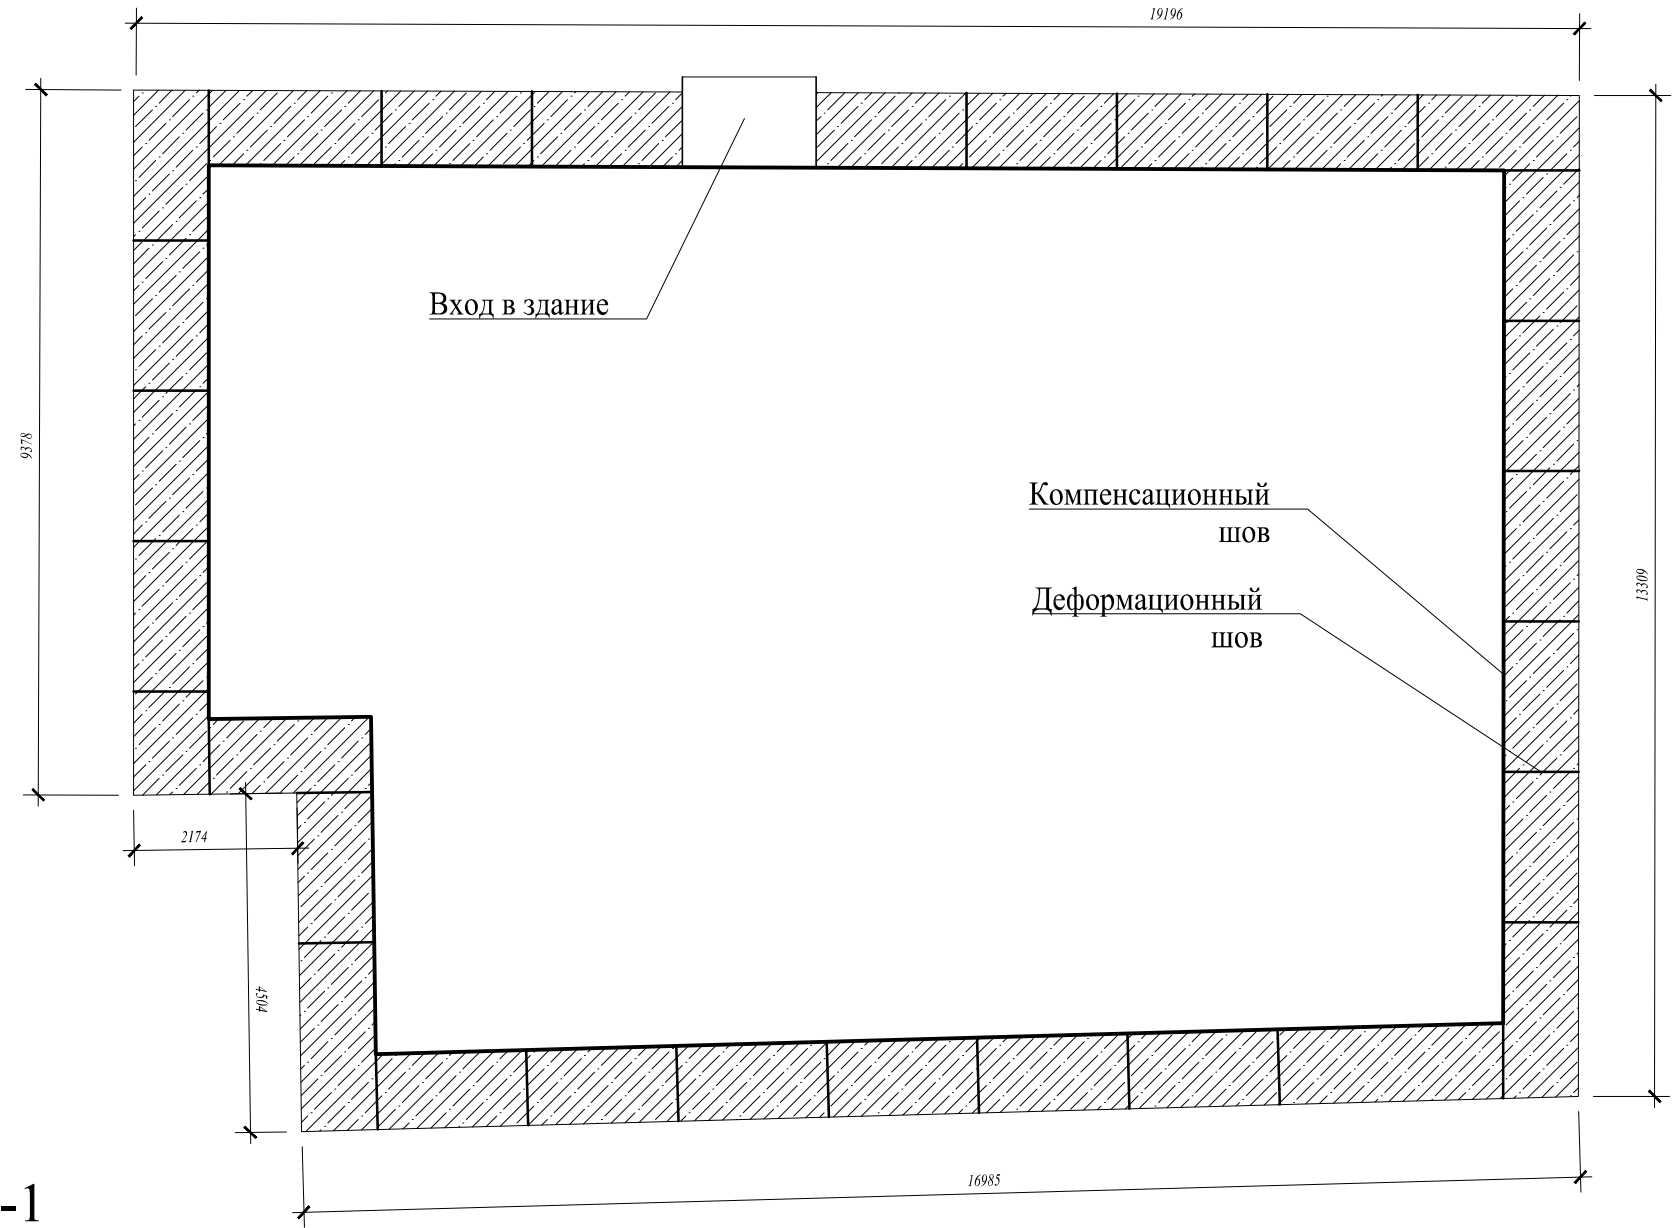 19196
Вход в здание
9378
Компенсационный
шов
Деформационный
шов
13309
2174
4504
16985
-1